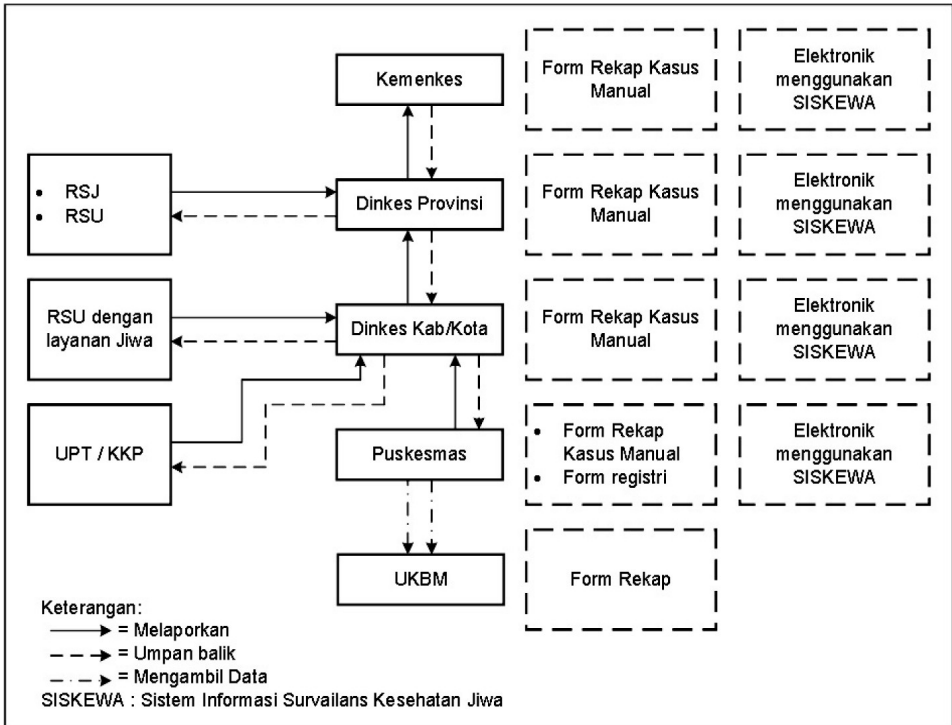 Kemenkes
Form Rekap Kasus
Manual
Elektronik
menggunakan
SISKEWA
• RSJ
• RSU
Dinkes Provinsi
Form Rekap Kasus
Manual
Elektronik
menggunakan
SISKEWA
RSU dengan
layanan Jiwa
Dinkes Kab/Kota
Form Rekap Kasus
Manual
Elektronik
menggunakan
SISKEWA
UPT / KKP
Puskesmas
• Form Rekap
Kasus Manual
• Form registri
Elektronik
menggunakan
SISKEWA
UKBM
Form Rekap
Keterangan:
= Melaporkan
= Umpan balik
= Mengambil Data
SISKEWA : Sistem Informasi Survailans Kesehatan Jiwa